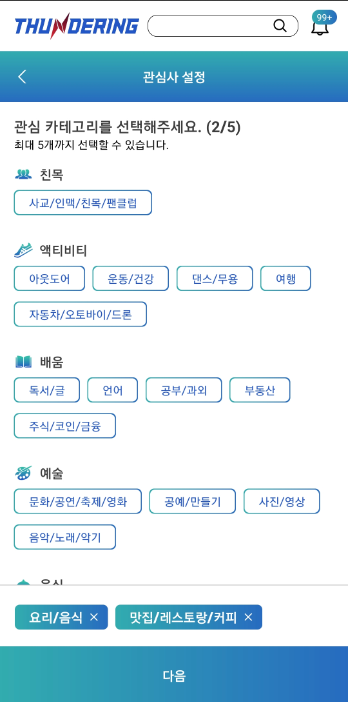 THUNDERING
99+
관심사 설정
관심 카테고리를 선택해주세요. (2/5)
최대 5개까지 선택할 수 있습니다.
친목
사교/인맥/친목/팬클럽
액티비티
아웃도어 운동/건강 댄스/무용 여행
자동차/오토바이/드론
배움
독서/글 언어 공부/과외 부동산
주식/코인/금융
예술
문화/공연/축제/영화 공예/만들기 사진/영상
음악/노래/악기
요리/음식 × 맛집/레스토랑/커피 ×
다음